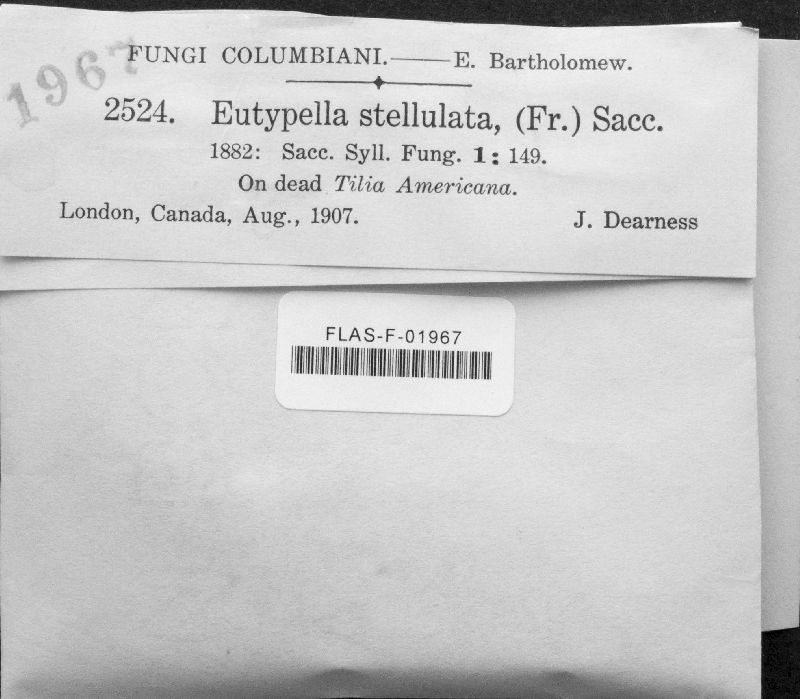 1967
FUNGI COLUMBIANI.——E. Bartholomew.
2524. Eutypella stellulata, (Fr.) Sacc.
1882: Sacc. Syll. Fung. 1: 149.
On dead Tilia Americana.
London, Canada, Aug., 1907. J. Dearness
FLAS-F-01967